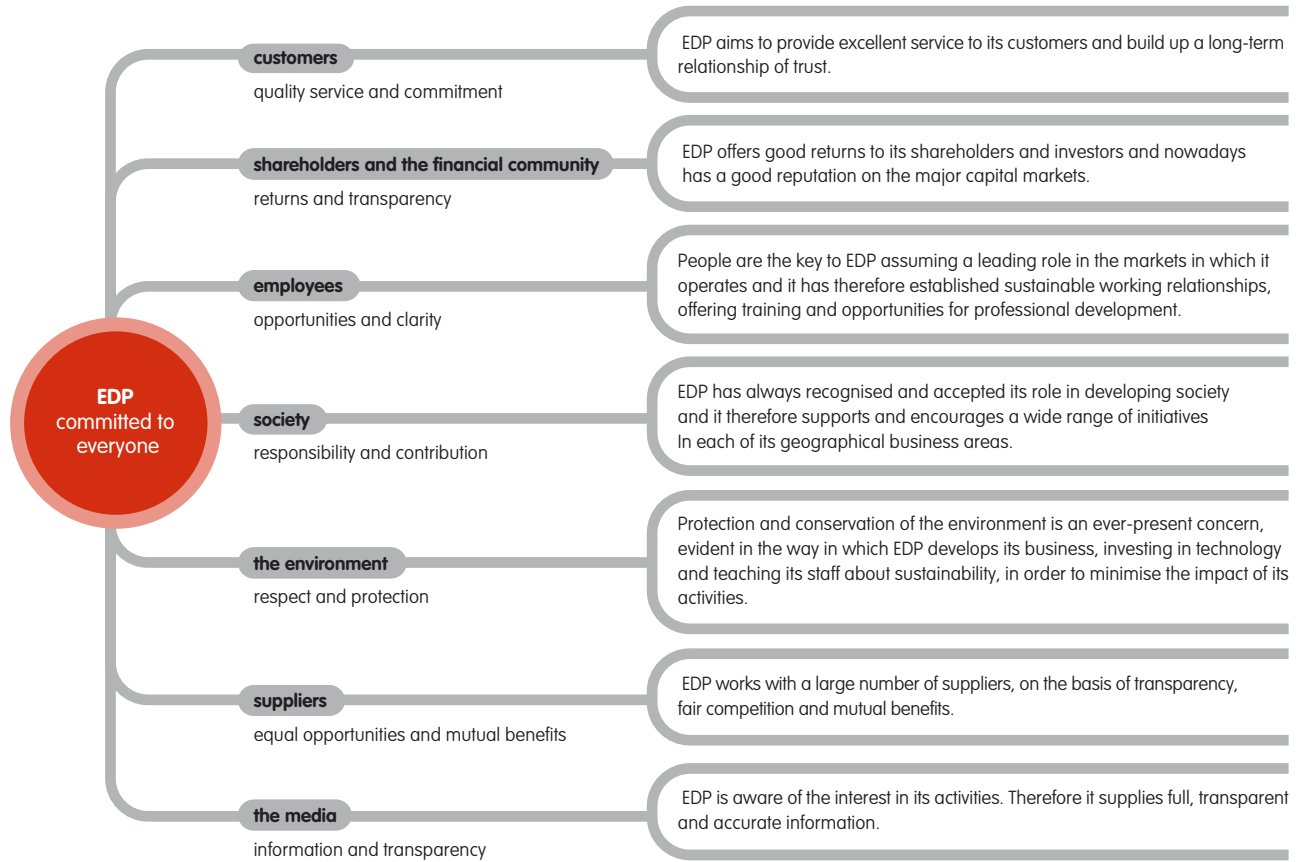 EDP
committed to
everyone
customers
quality service and commitment
EDP aims to provide excellent service to its customers and build up a long-term
relationship of trust.
shareholders and the financial community
returns and transparency
EDP offers good returns to its shareholders and investors and nowadays
has a good reputation on the major capital markets.
employees
opportunities and clarity
People are the key to EDP assuming a leading role in the markets in which it
operates and it has therefore established sustainable working relationships,
offering training and opportunities for professional development.
society
responsibility and contribution
EDP has always recognised and accepted its role in developing society
and it therefore supports and encourages a wide range of initiatives
In each of its geographical business areas.
the environment
respect and protection
Protection and conservation of the environment is an ever-present concern,
evident in the way in which EDP develops its business, investing in technology
and teaching its staff about sustainability, in order to minimise the impact of its
activities.
suppliers
equal opportunities and mutual benefits
EDP works with a large number of suppliers, on the basis of transparency,
fair competition and mutual benefits.
the media
information and transparency
EDP is aware of the interest in its activities. Therefore it supplies full, transparent
and accurate information.